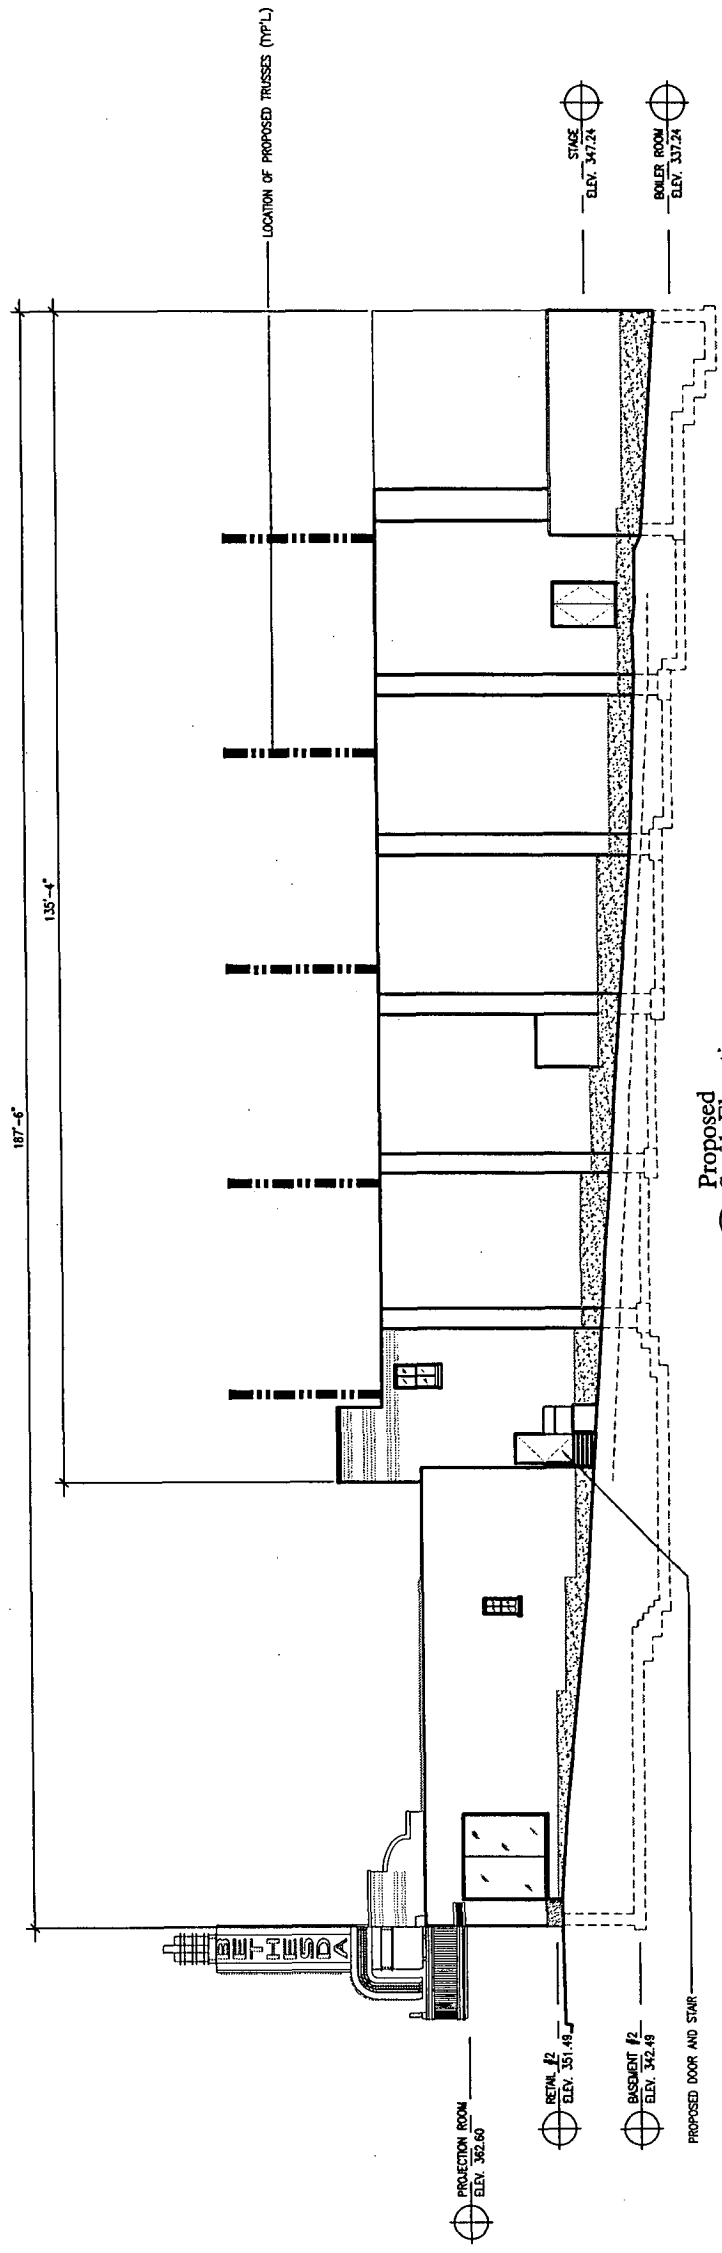 187'-6"
135'-4"
LOCATION OF PROPOSED TRUSSES (TYP'L)
BETHESDA
PROJECTION ROOM
ELEV. 362.60
RETAIL #2
ELEV. 351.49
BASEMENT #2
ELEV. 342.49
PROPOSED DOOR AND STAIR
STAGE
ELEV. 347.24
BOILER ROOM
ELEV. 337.24
Proposed